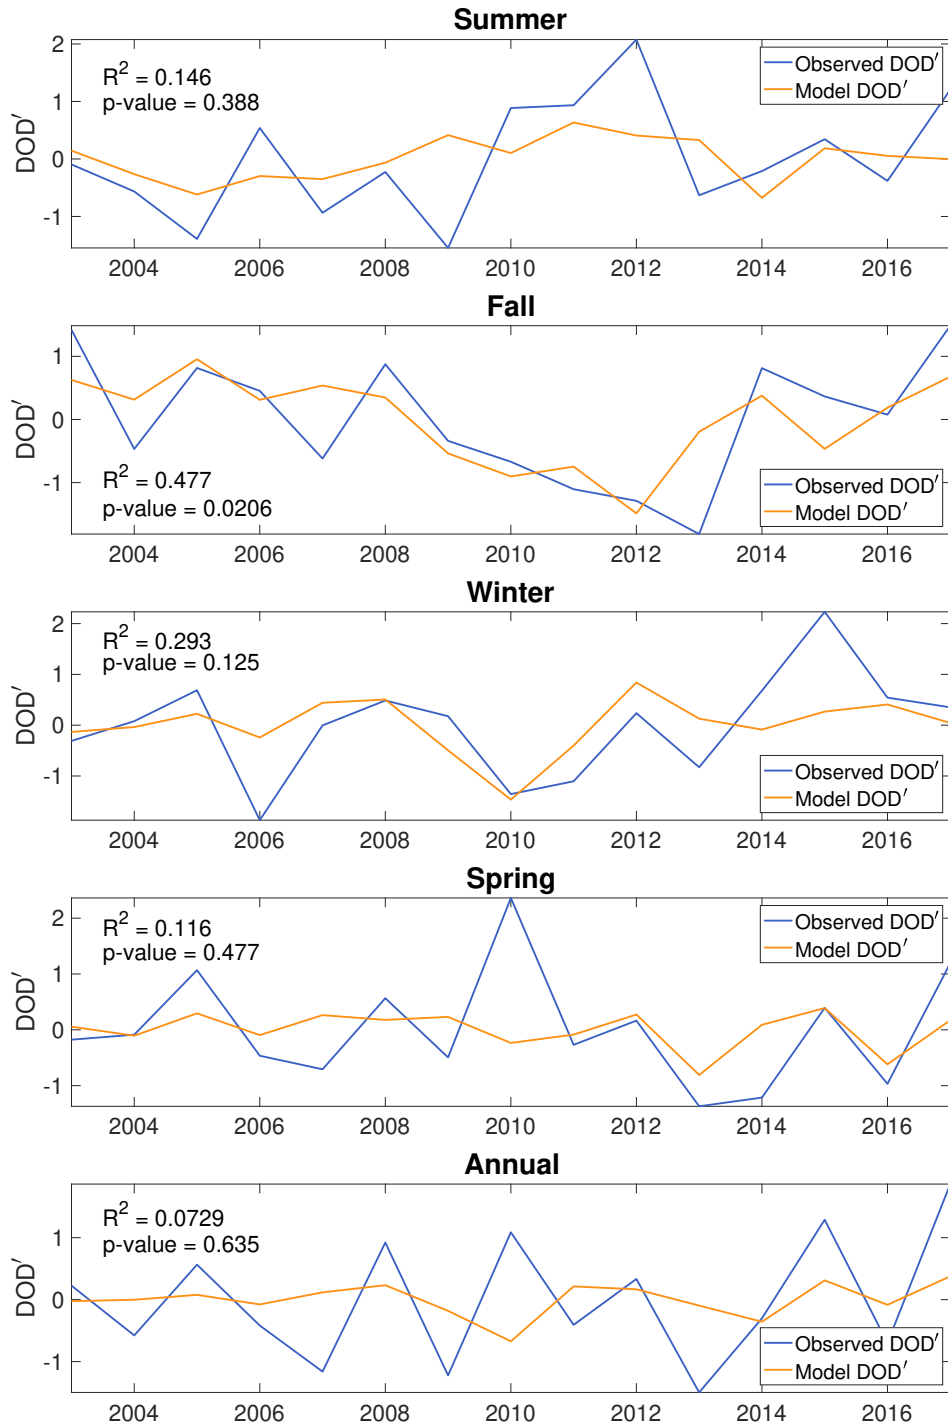 Summer
R² = 0.146
p-value = 0.388
Observed DOD′
Model DOD′
DOD′
2
1
0
-1
2004 2006 2008 2010 2012 2014 2016
Fall
R² = 0.477
p-value = 0.0206
Observed DOD′
Model DOD′
DOD′
1
0
-1
2004 2006 2008 2010 2012 2014 2016
Winter
R² = 0.293
p-value = 0.125
Observed DOD′
Model DOD′
DOD′
2
1
0
-1
2004 2006 2008 2010 2012 2014 2016
Spring
R² = 0.116
p-value = 0.477
Observed DOD′
Model DOD′
DOD′
2
1
0
-1
2004 2006 2008 2010 2012 2014 2016
Annual
R² = 0.0729
p-value = 0.635
Observed DOD′
Model DOD′
DOD′
1
0
-1
2004 2006 2008 2010 2012 2014 2016